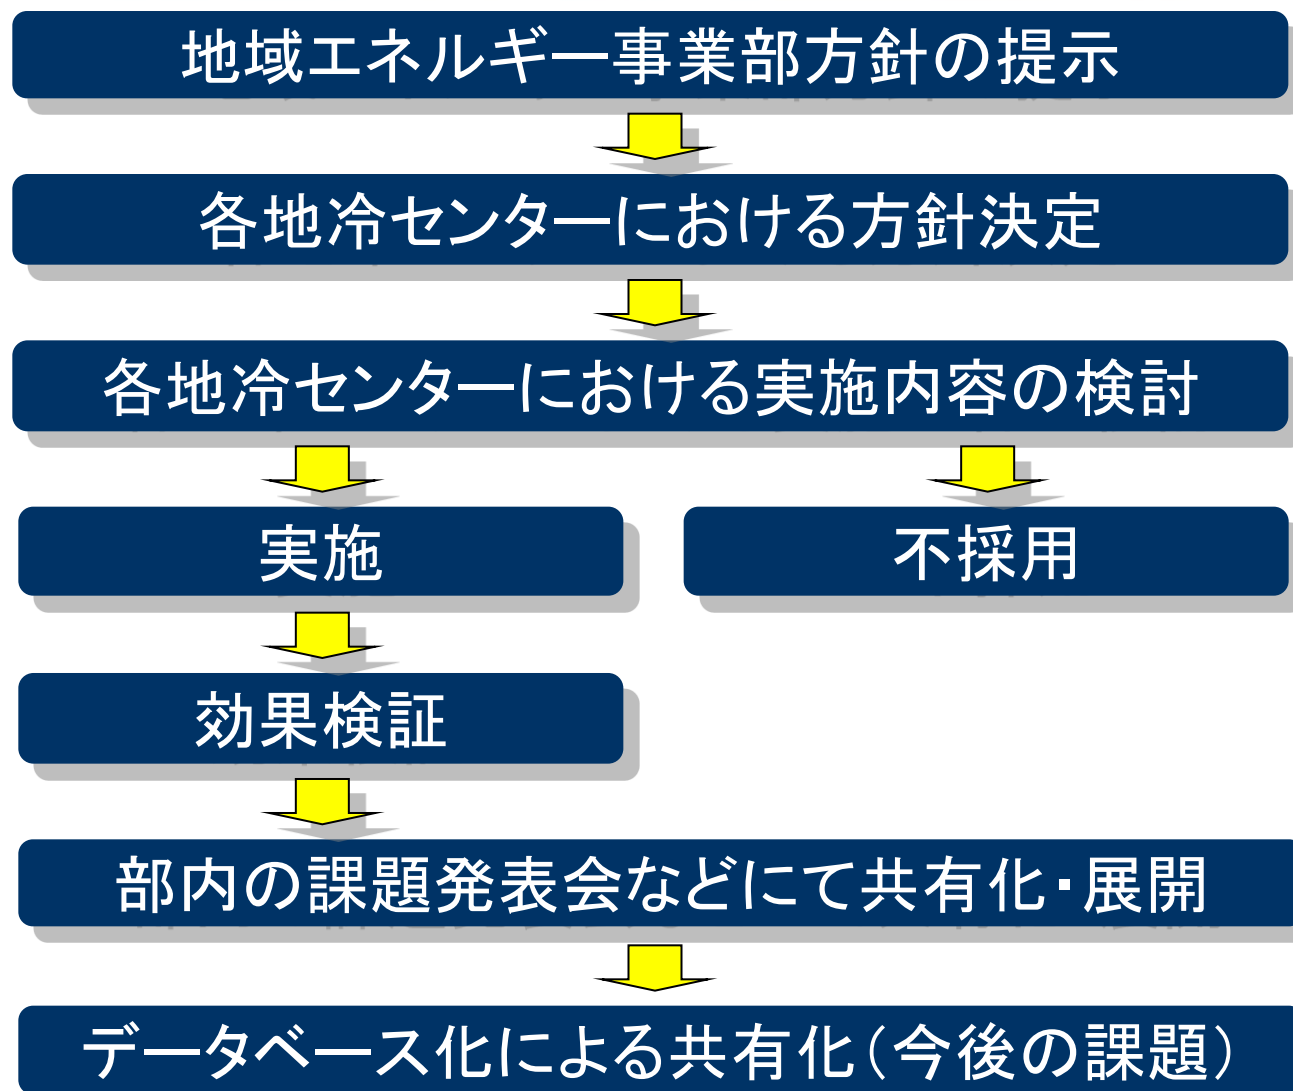 地域エネルギー事業部方針の提示
各地冷センターにおける方針決定
各地冷センターにおける実施内容の検討
実施
不採用
効果検証
部内の課題発表会などにて共有化・展開
データベース化による共有化（今後の課題）